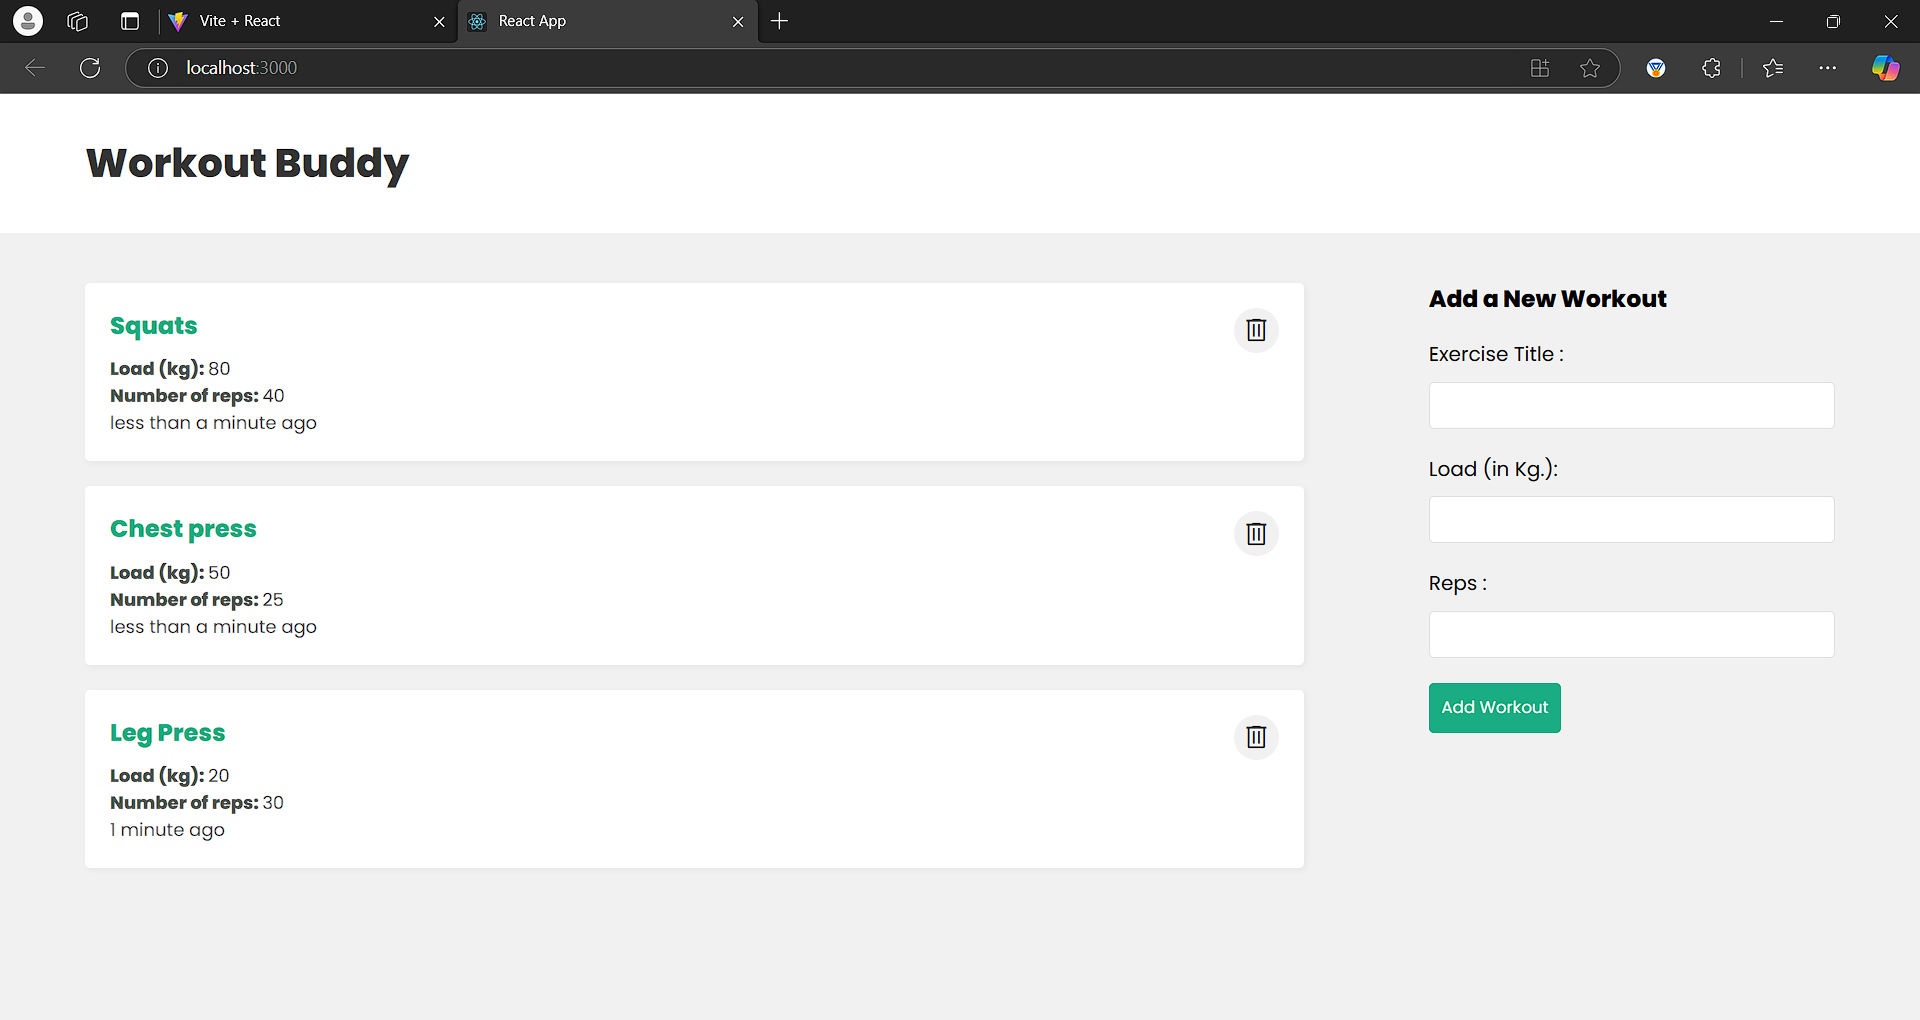 Vite + React
React App
localhost:3000
Workout Buddy
Squats
Load (kg): 80
Number of reps: 40
less than a minute ago
Chest press
Load (kg): 50
Number of reps: 25
less than a minute ago
Leg Press
Load (kg): 20
Number of reps: 30
1 minute ago
Add a New Workout
Exercise Title :
Load (in Kg.):
Reps :
Add Workout